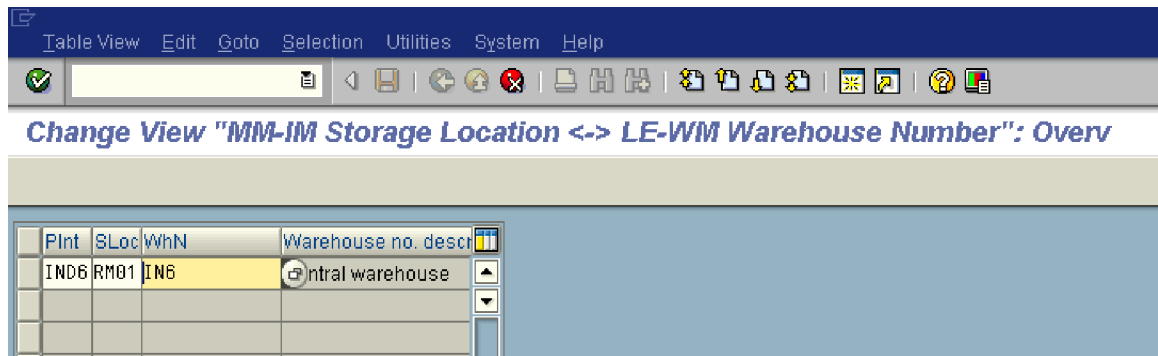 Table View Edit Goto Selection Utilities System Help
Change View "MM-IM Storage Location <-> LE-WM Warehouse Number": Overv
Plnt SLoc WhN Warehouse no. descr
IND6 RM01 IN6 ntral warehouse